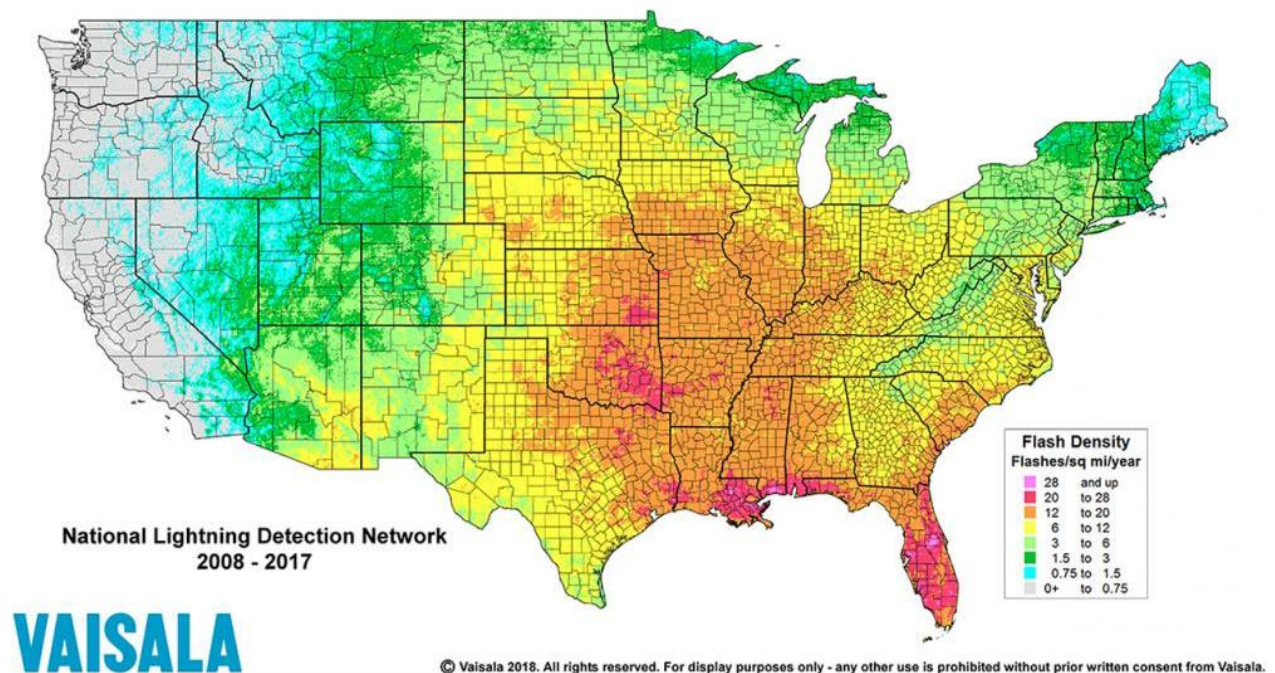 National Lightning Detection Network
2008 - 2017
Flash Density
Flashes/sq mi/year
28 and up
20 to 28
12 to 20
6 to 12
3 to 6
1.5 to 3
0.75 to 1.5
0+ to 0.75
VAISALA
© Vaisala 2018. All rights reserved. For display purposes only - any other use is prohibited without prior written consent from Vaisala.